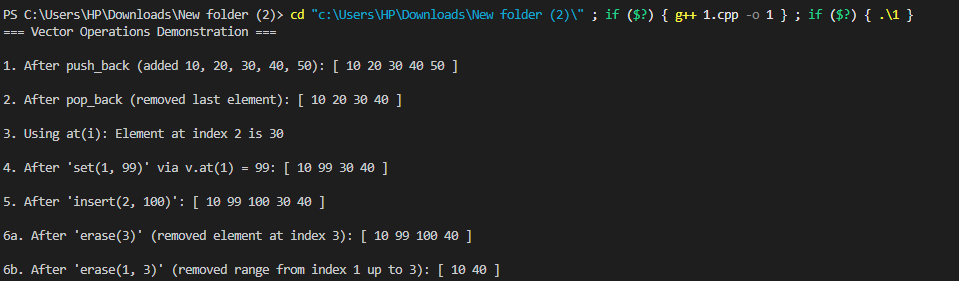 PS C:\Users\HP\Downloads\New folder (2)> cd "c:\Users\HP\Downloads\New folder (2)\" ; if ($?) { g++ 1.cpp -o 1 } ; if ($?) { .\1 }
=== Vector Operations Demonstration ===
1. After push_back (added 10, 20, 30, 40, 50): [ 10 20 30 40 50 ]
2. After pop_back (removed last element): [ 10 20 30 40 ]
3. Using at(i): Element at index 2 is 30
4. After 'set(1, 99)' via v.at(1) = 99: [ 10 99 30 40 ]
5. After 'insert(2, 100)': [ 10 99 100 30 40 ]
6a. After 'erase(3)' (removed element at index 3): [ 10 99 100 40 ]
6b. After 'erase(1, 3)' (removed range from index 1 up to 3): [ 10 40 ]